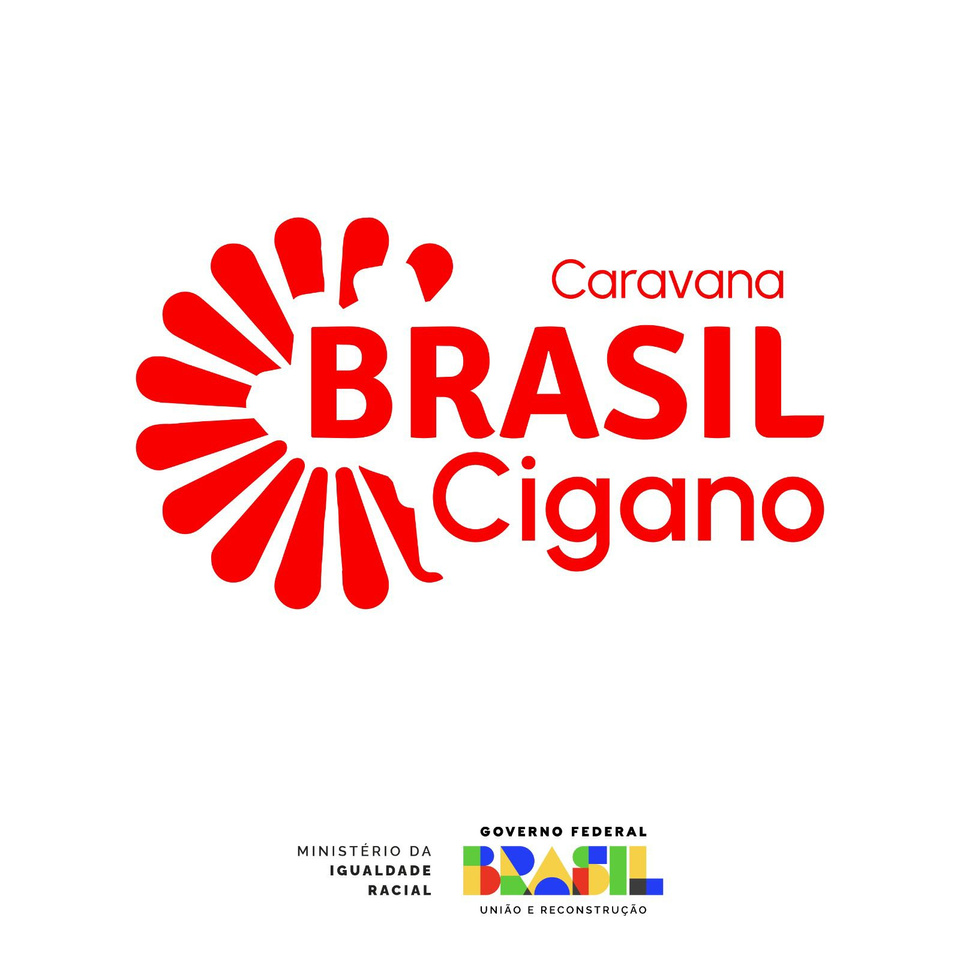 Caravana
BRASIL
Cigano
MINISTÉRIO DA
IGUALDADE
RACIAL
GOVERNO FEDERAL
BRASIL
UNIÃO E RECONSTRUÇÃO